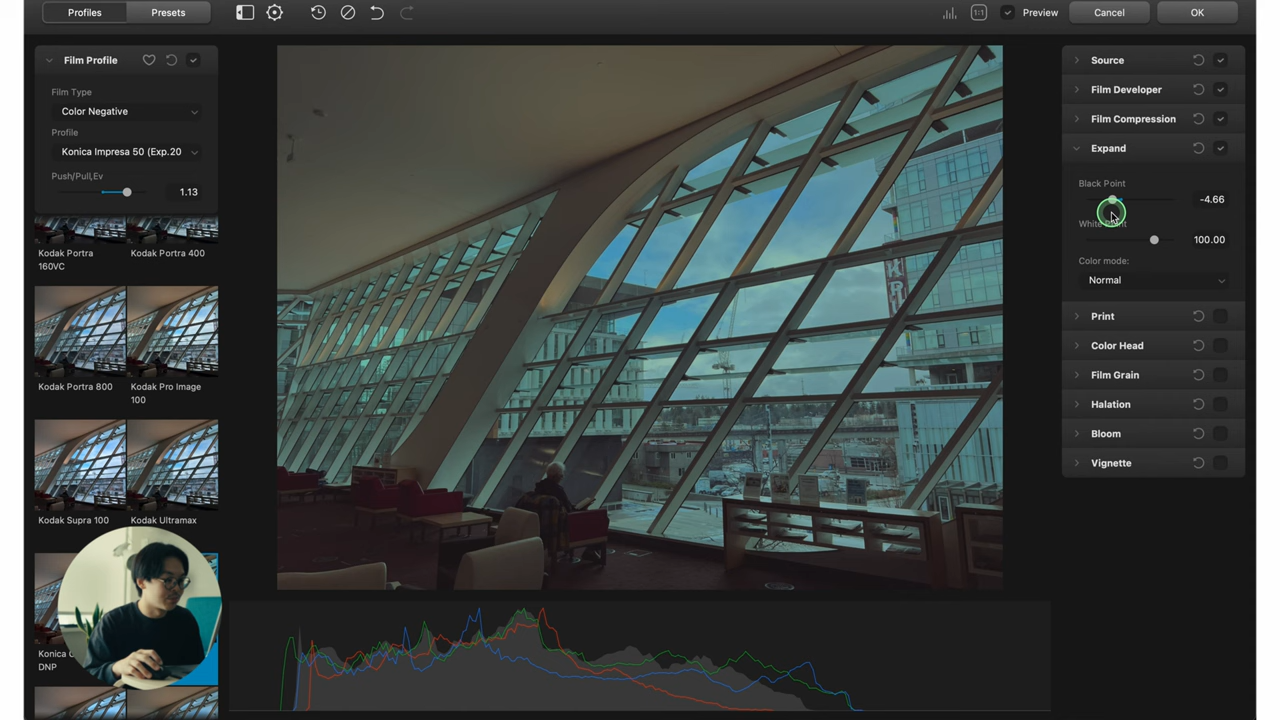 Profiles
Presets
1:1
Preview
Cancel
OK
Film Profile
Film Type
Color Negative
Profile
Konica Impresa 50 (Exp.20
Push/Pull,Ev
1.13
Kodak Portra
160VC
Kodak Portra 400
Kodak Portra 800
Kodak Pro Image
100
Kodak Supra 100
Kodak Ultramax
Konica C
DNP
Source
Film Developer
Film Compression
Expand
Black Point
-4.66
White Point
100.00
Color mode:
Normal
Print
Color Head
Film Grain
Halation
Bloom
Vignette